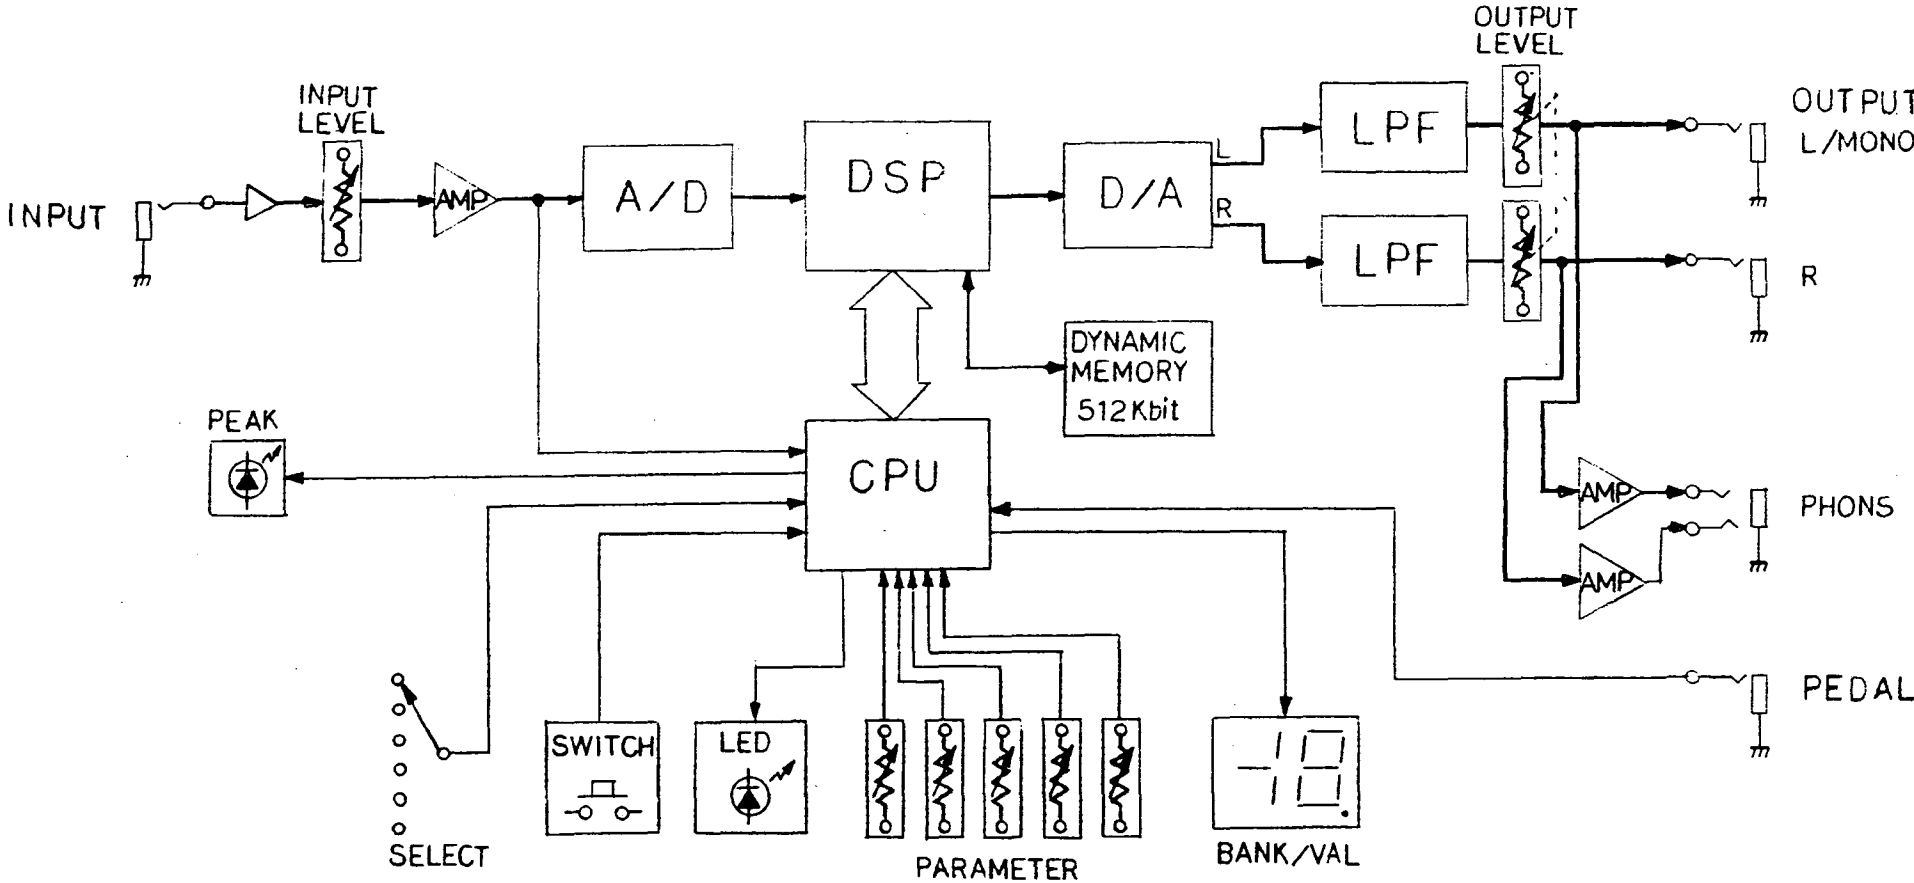 OUTPUT
LEVEL
INPUT
LEVEL
INPUT
AMP
A/D
DSP
D/A
L
R
LPF
LPF
OUTPUT
L/MONO
R
DYNAMIC
MEMORY
512Kbit
PEAK
CPU
AMP
AMP
PHONS
PEDAL
SWITCH
LED
-18.
SELECT
PARAMETER
BANK/VAL